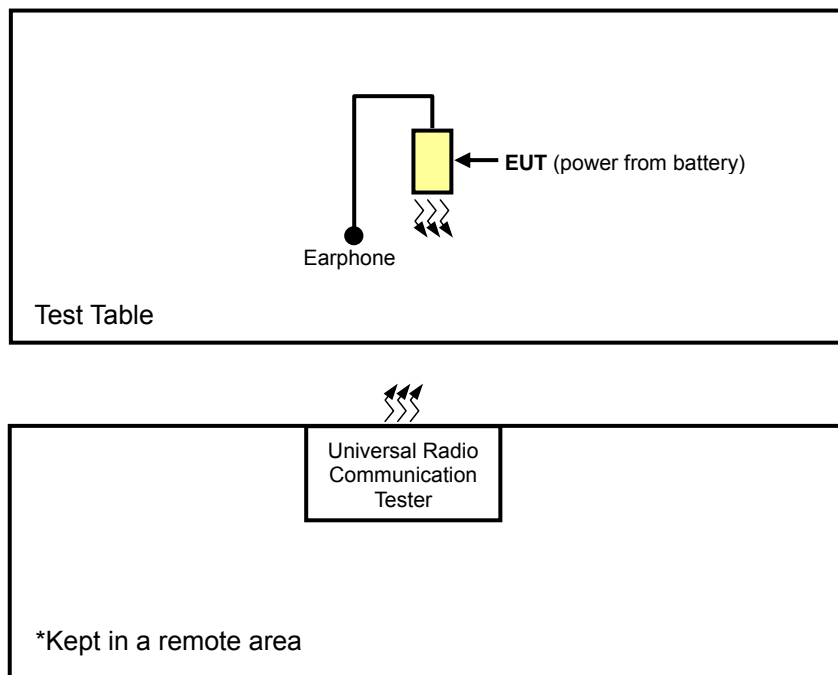 EUT (power from battery)
Earphone
Test Table
Universal Radio
Communication
Tester
*Kept in a remote area